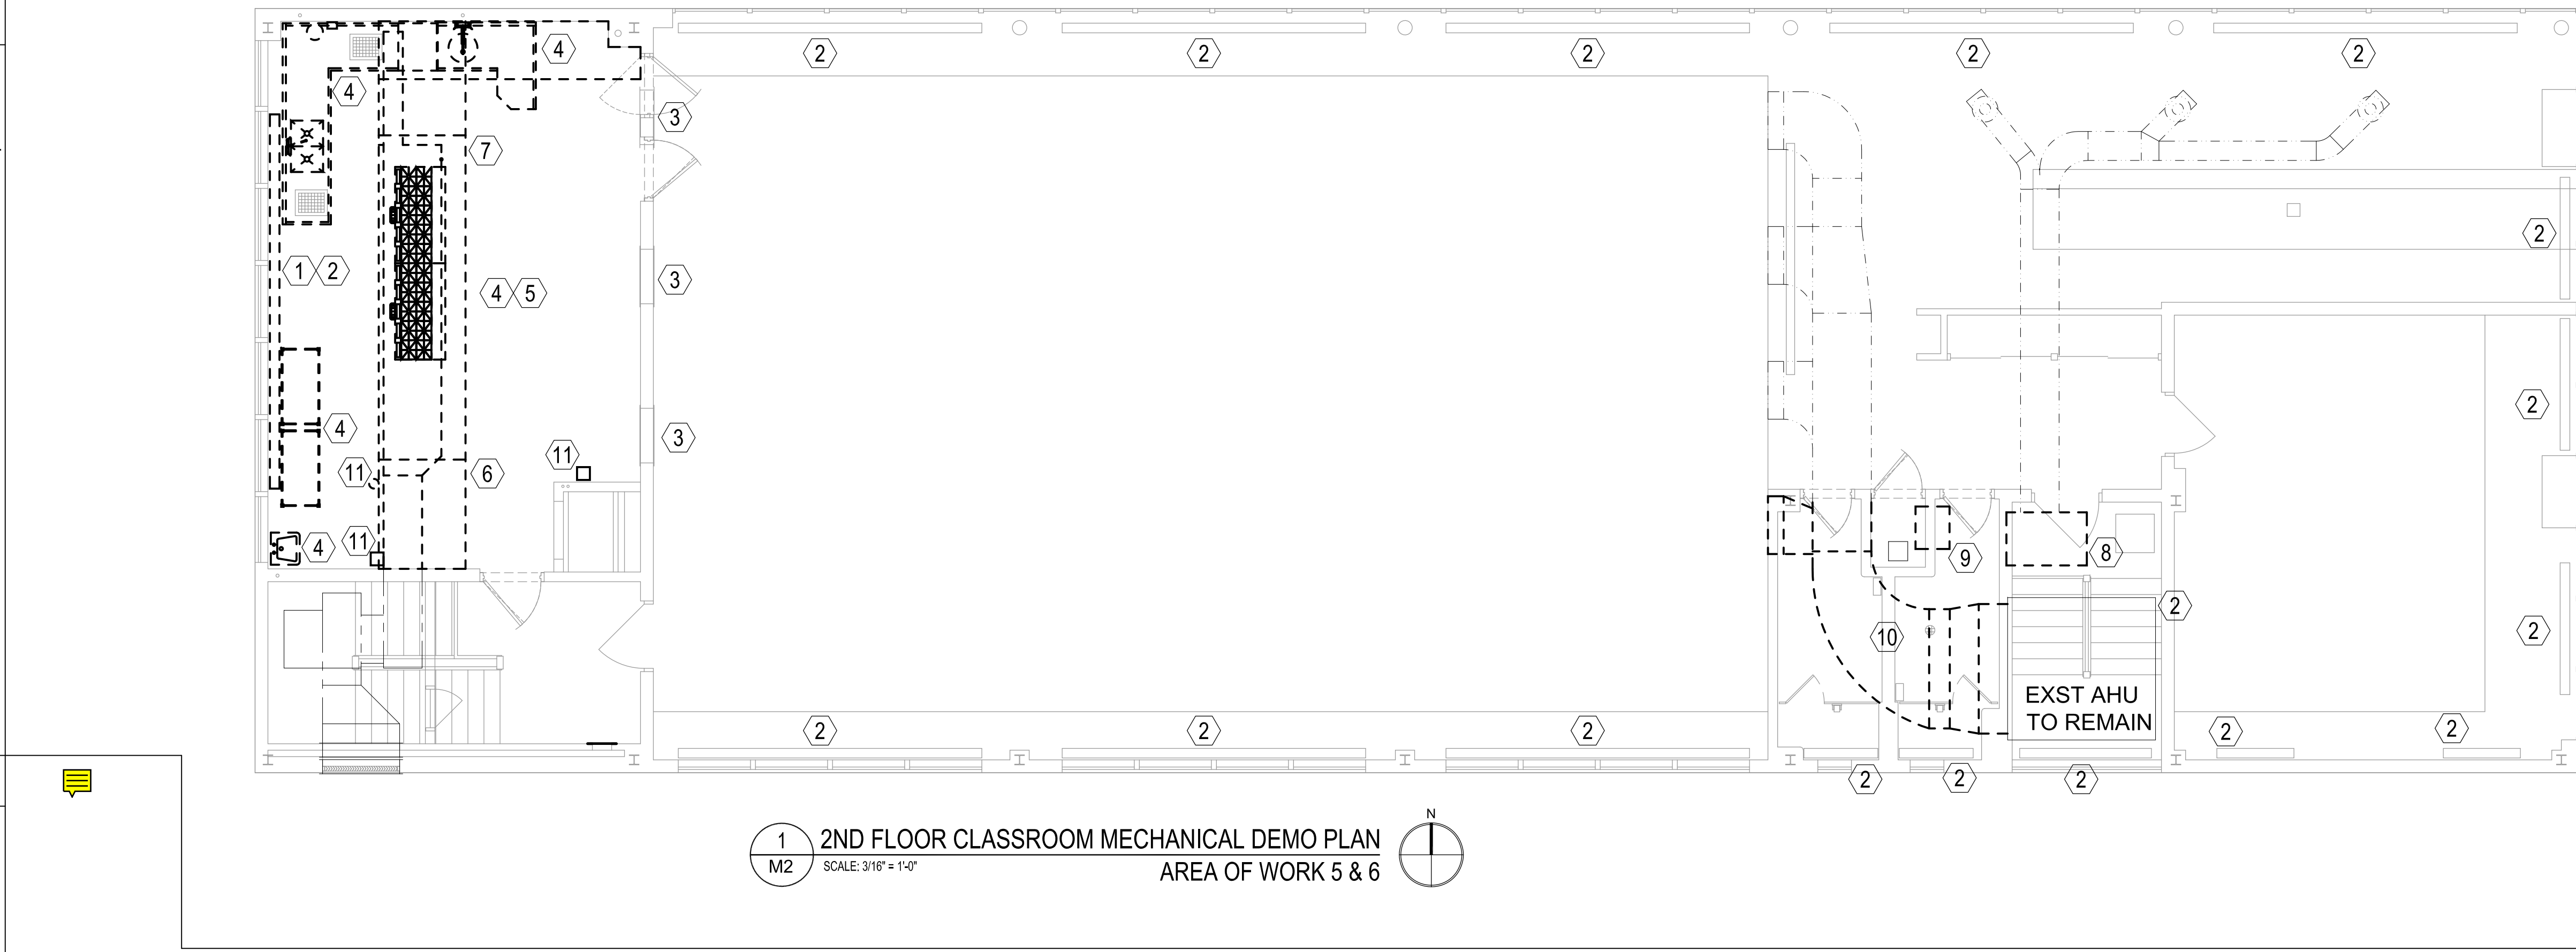 2 2 2 2 2
4
4
3
7
2
1 2
4 5
3
2
4
3
11
11
6
4
11
9
8
2
10
2
EXST AHU
TO REMAIN
2 2 2
2 2
2 2 2
N
1
2ND FLOOR CLASSROOM MECHANICAL DEMO PLAN
M2
SCALE: 3/16" = 1'-0"
AREA OF WORK 5 & 6